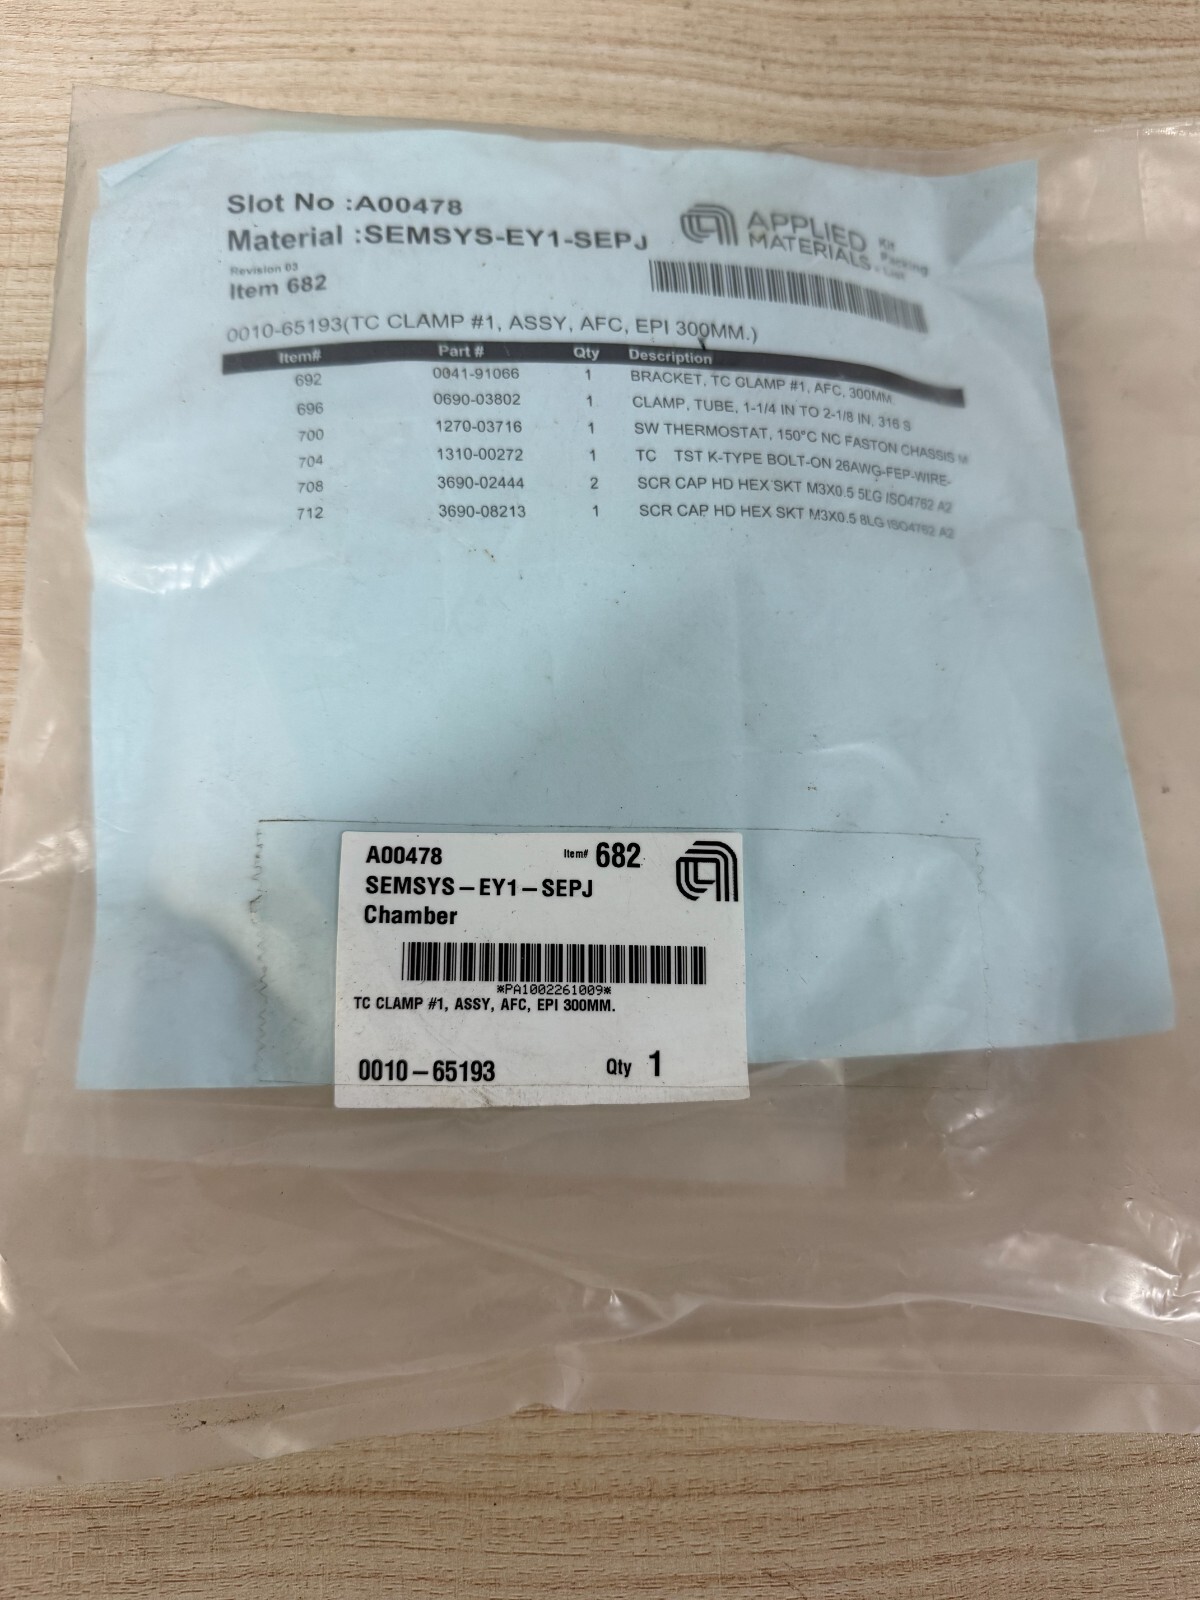 Slot No :A00478
Material :SEMSYS-EY1-SEPJ
Revision 03
Item 682
APPLIED
MATERIALS
Kit
Packing
List
0010-65193(TC CLAMP #1, ASSY, AFC, EPI 300MM.)
Item# Part # Qty Description
692 0041-91066 1 BRACKET, TC CLAMP #1, AFC, 300MM
696 0690-03802 1 CLAMP, TUBE, 1-1/4 IN TO 2-1/8 IN, 316 S
700 1270-03716 1 SW THERMOSTAT, 150°C NC FASTON CHASSIS M
704 1310-00272 1 TC TST K-TYPE BOLT-ON 26AWG-FEP-WIRE-
708 3690-02444 2 SCR CAP HD HEX SKT M3X0.5 5LG ISO4762 A2
712 3690-08213 1 SCR CAP HD HEX SKT M3X0.5 8LG ISO4762 A2
A00478 Item# 682
SEMSYS-EY1-SEPJ
Chamber
*PA1002261009*
TC CLAMP #1, ASSY, AFC, EPI 300MM.
0010-65193 Qty 1